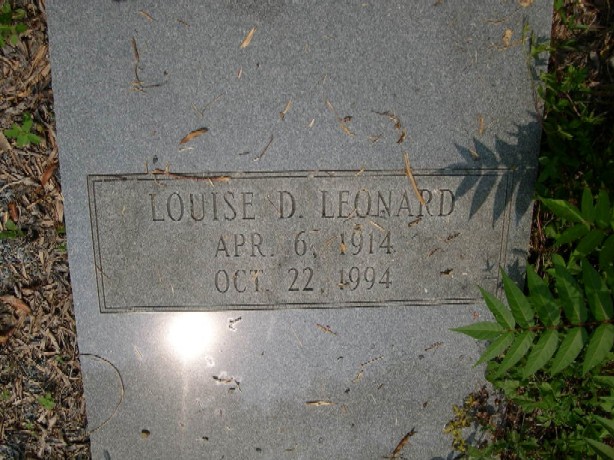 LOUISE D. LEONARD
APR. 6, 1914
OCT. 22, 1994